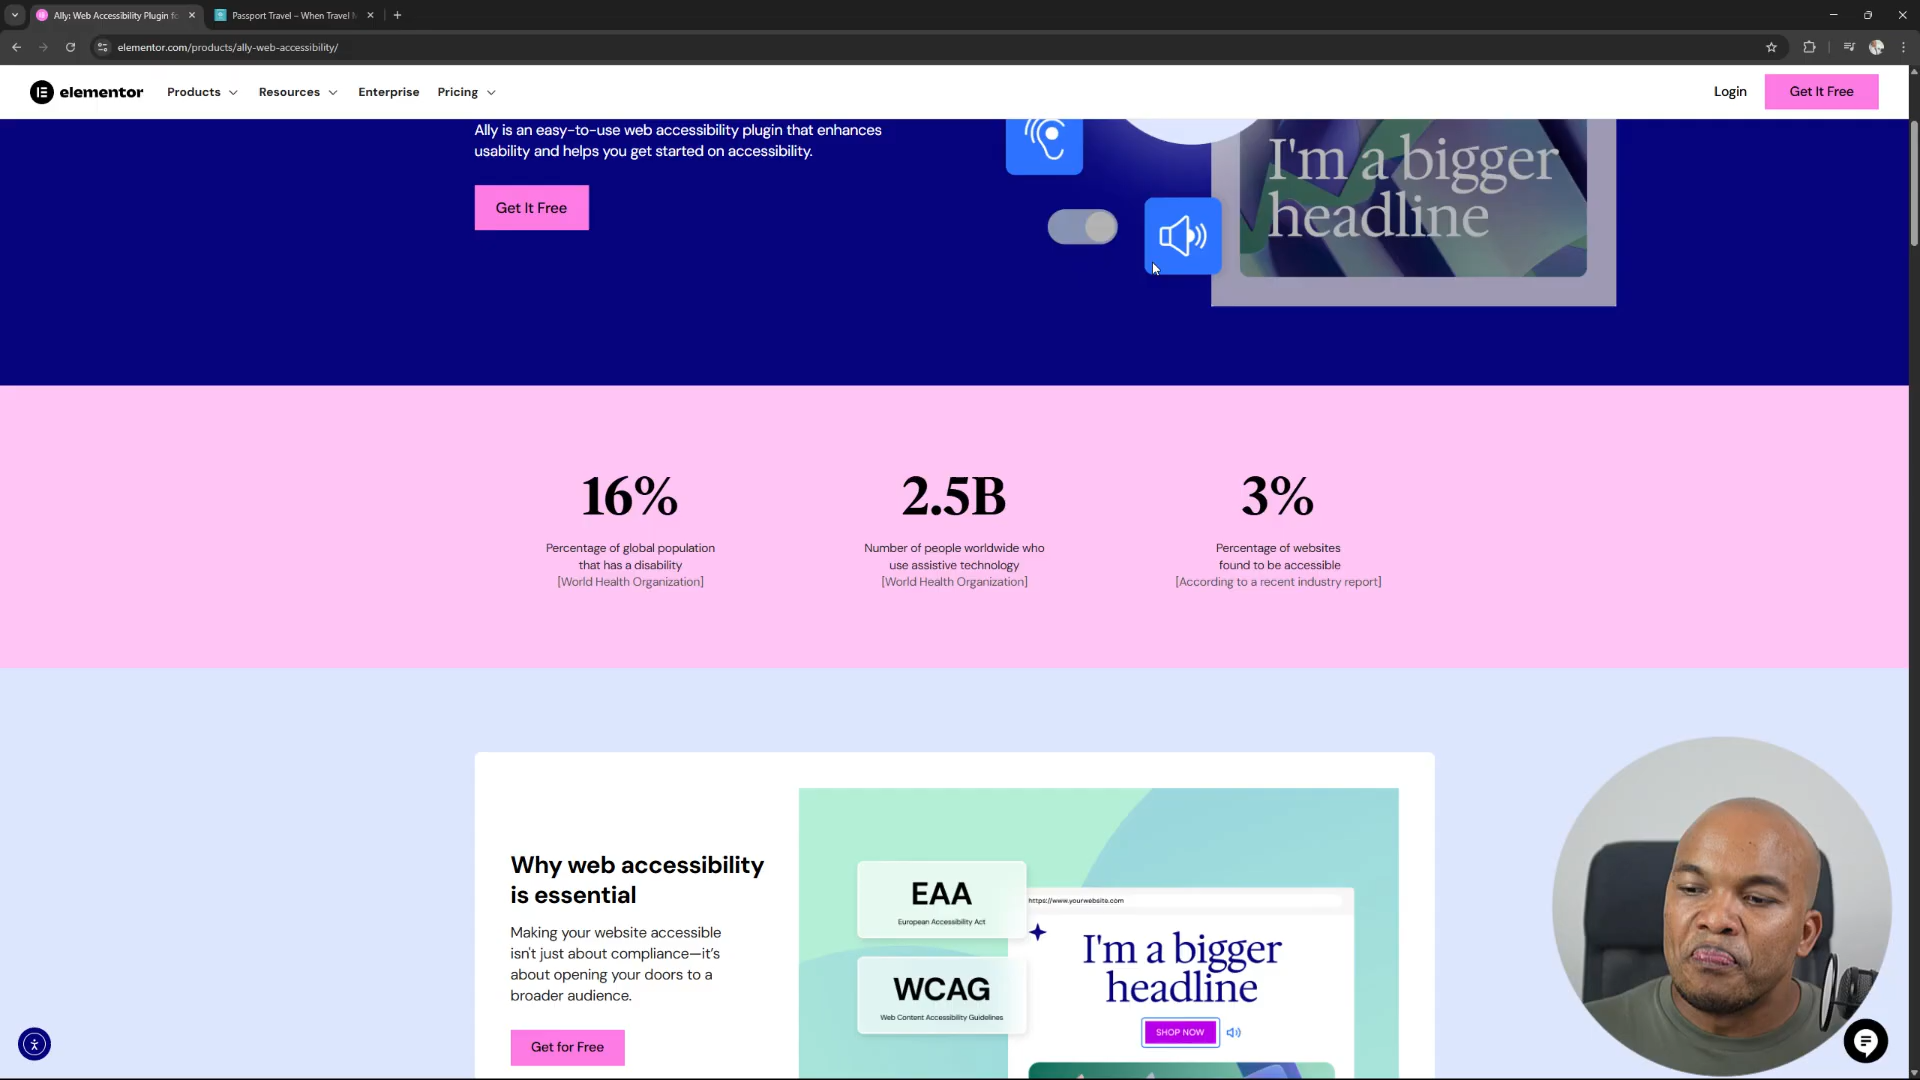 Ally: Web Accessibility Plugin fo
Passport Travel – When Travel
elementor.com/products/ally-web-accessibility/
elementor
Products
Resources
Enterprise
Pricing
Login
Get It Free
Ally is an easy-to-use web accessibility plugin that enhances
usability and helps you get started on accessibility.
Get It Free
I'm a bigger
headline
16%
Percentage of global population
that has a disability
[World Health Organization]
2.5B
Number of people worldwide who
use assistive technology
[World Health Organization]
3%
Percentage of websites
found to be accessible
[According to a recent industry report]
Why web accessibility
is essential
Making your website accessible
isn't just about compliance—it's
about opening your doors to a
broader audience.
Get for Free
EAA
European Accessibility Act
WCAG
Web Content Accessibility Guidelines
https://www.yourwebsite.com
I'm a bigger
headline
SHOP NOW